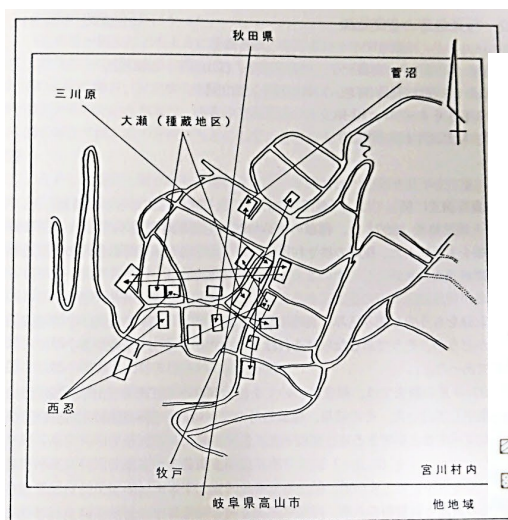 秋田県
菅沼
三川原
大瀬（種蔵地区）
西忍
牧戸
宮川村内
岐阜県高山市
他地域